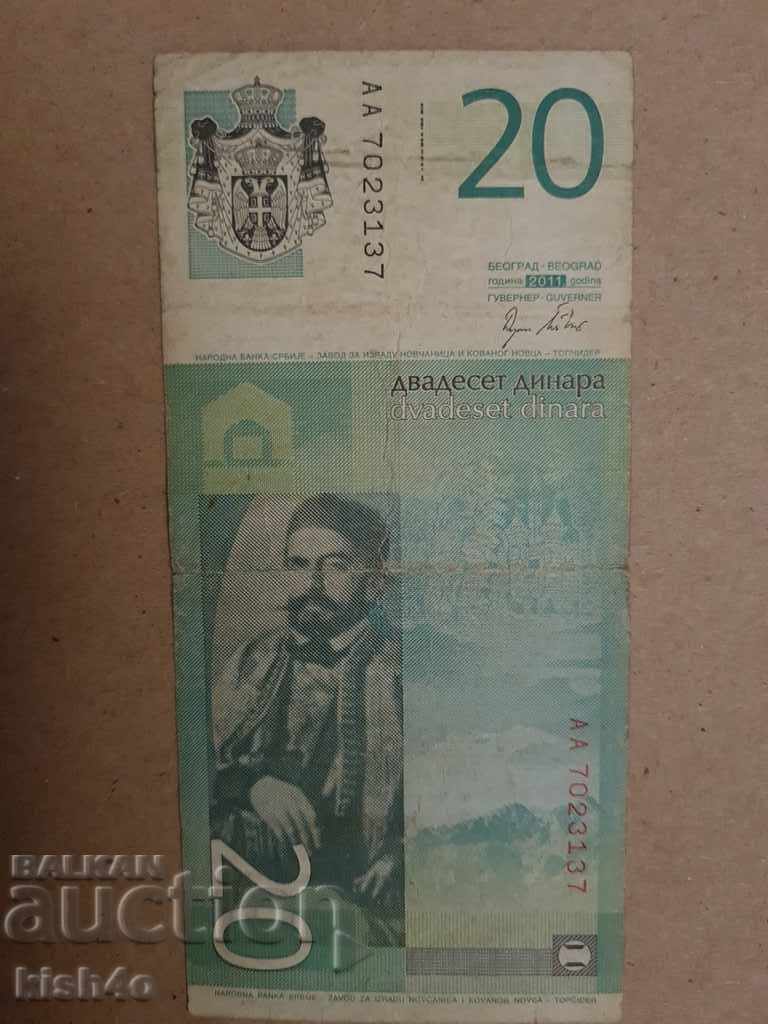 20
AA 7023137
БЕОГРАД - BEOGRAD
година 2011. godina
ГУВЕРНЕР - GUVERNER
НАРОДНА БАНКА СРБИЈЕ – ЗАВОД ЗА ИЗРАДУ НОВЧАНИЦА И КОВАНОГ НОВЦА – ТОПЧИДЕР
двадесет динара
dvadeset dinara
AA 7023137
20
BALKAN
auction
kish4o
NARODNA BANKA SRBIJE – ZAVOD ZA IZRADU NOVČANICA I KOVANOG NOVCA – TOPČIDER